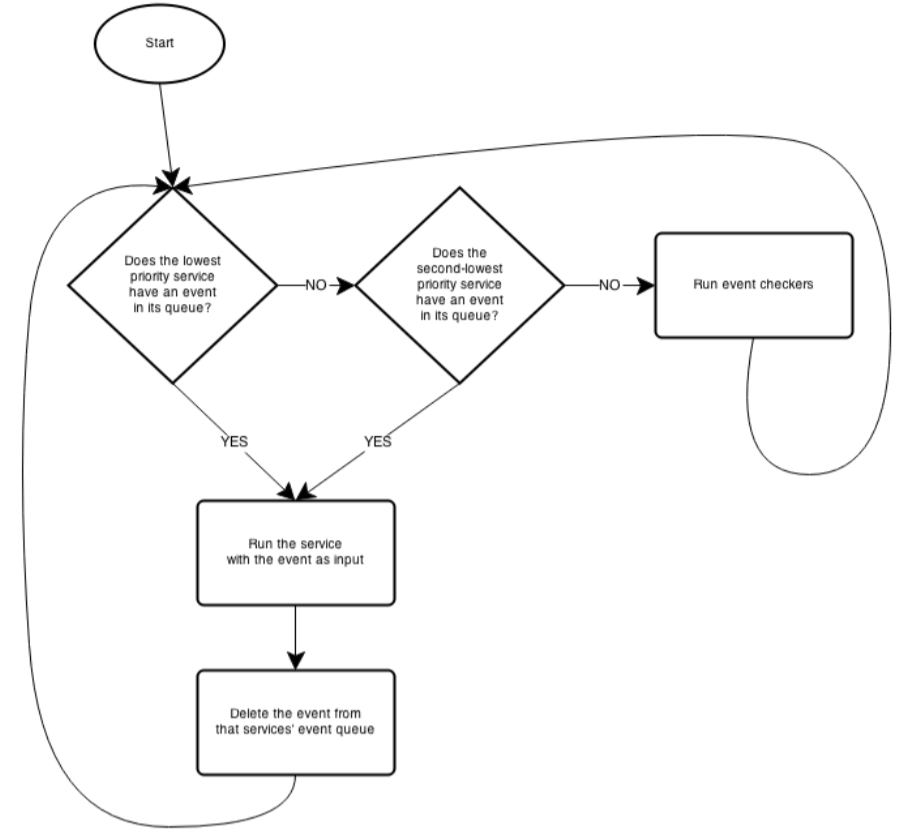 Start
Does the lowest
priority service
have an event
in its queue?
NO
Does the
second-lowest
priority service
have an event
in its queue?
NO
Run event checkers
YES
YES
Run the service
with the event as input
Delete the event from
that services' event queue